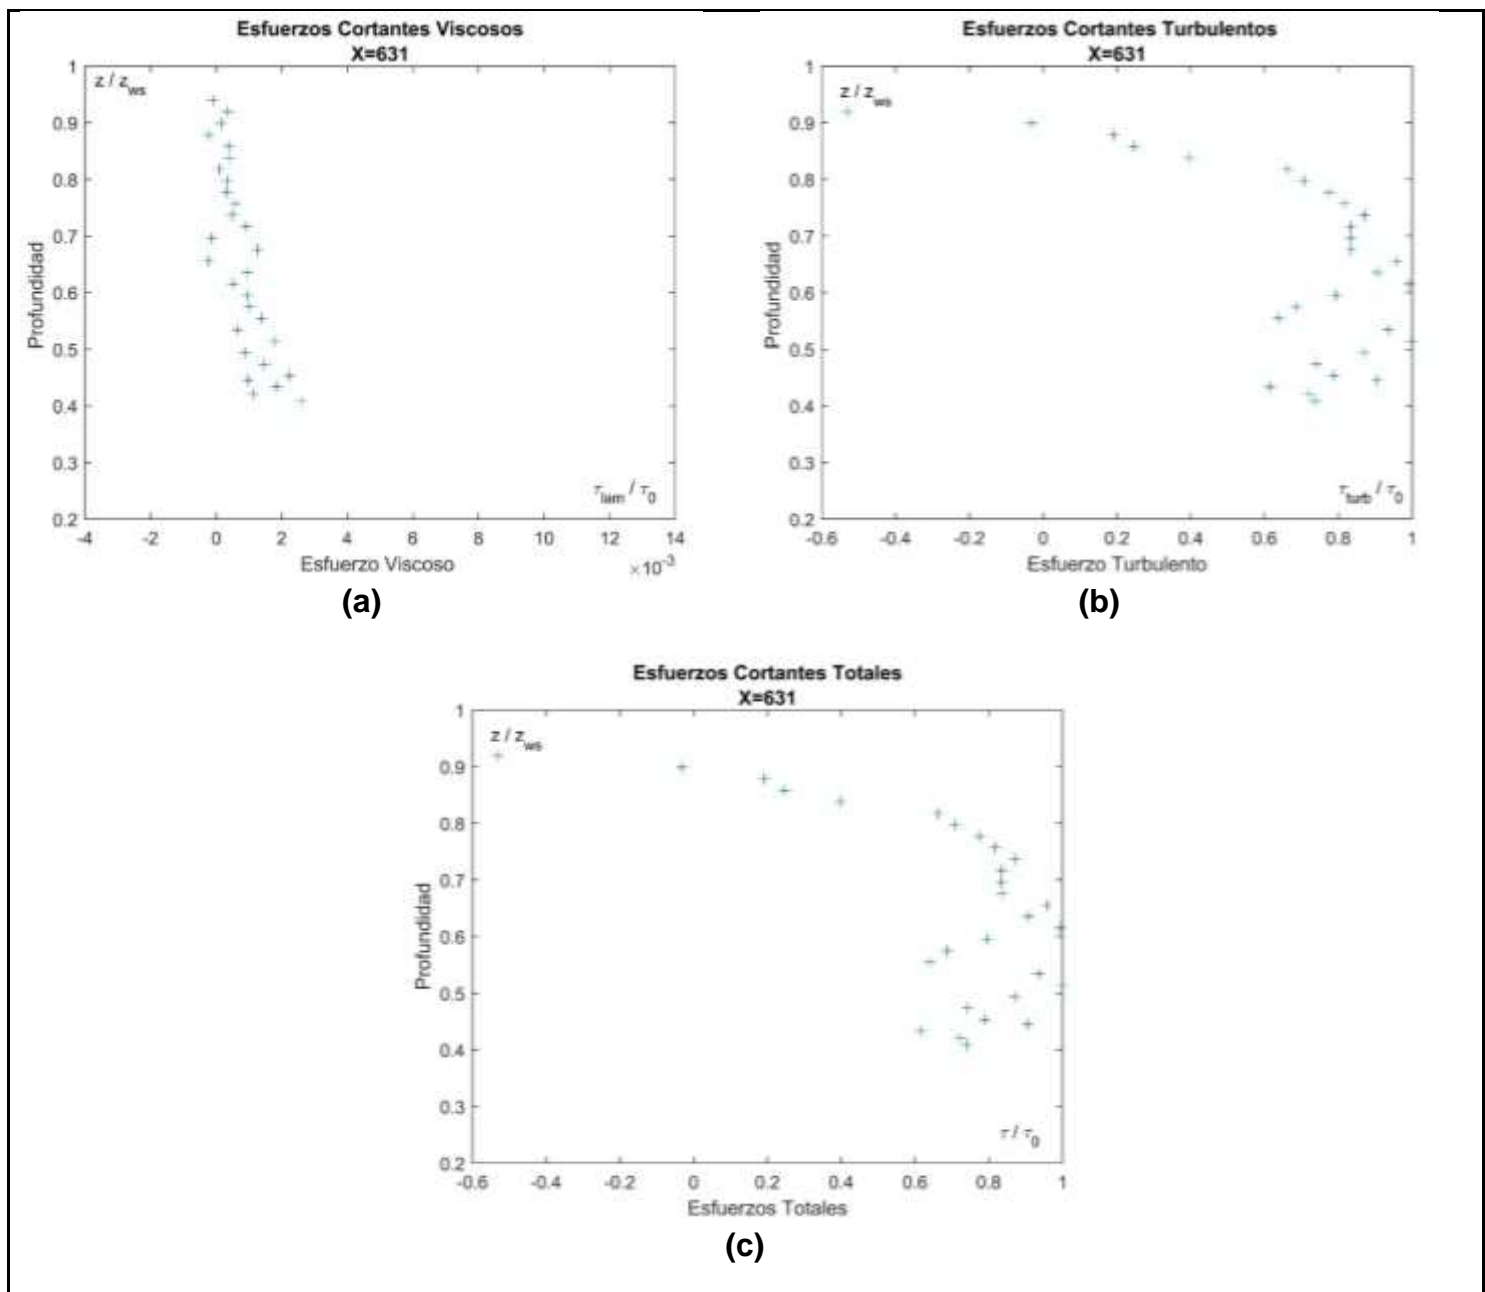 Esfuerzos Cortantes Viscosos
X=631
z / z_ws
1
0.9
0.8
0.7
0.6
0.5
0.4
0.3
0.2
Profundidad
τ_lam / τ_0
-4 -2 0 2 4 6 8 10 12 14
Esfuerzo Viscoso
×10^-3
(a)
Esfuerzos Cortantes Turbulentos
X=631
z / z_ws
1
0.9
0.8
0.7
0.6
0.5
0.4
0.3
0.2
Profundidad
τ_turb / τ_0
-0.6 -0.4 -0.2 0 0.2 0.4 0.6 0.8 1
Esfuerzo Turbulento
(b)
Esfuerzos Cortantes Totales
X=631
z / z_ws
1
0.9
0.8
0.7
0.6
0.5
0.4
0.3
0.2
Profundidad
τ / τ_0
-0.6 -0.4 -0.2 0 0.2 0.4 0.6 0.8 1
Esfuerzos Totales
(c)